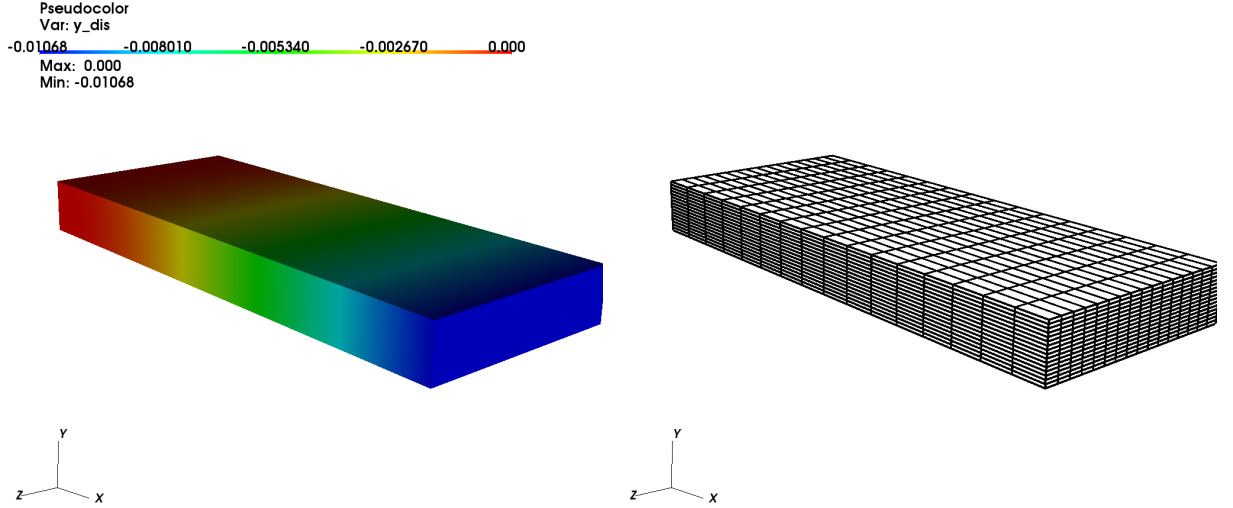 Pseudocolor
Var: y_dis
-0.01068 -0.008010 -0.005340 -0.002670 0.000
Max: 0.000
Min: -0.01068
Y
Z
X
Y
Z
X